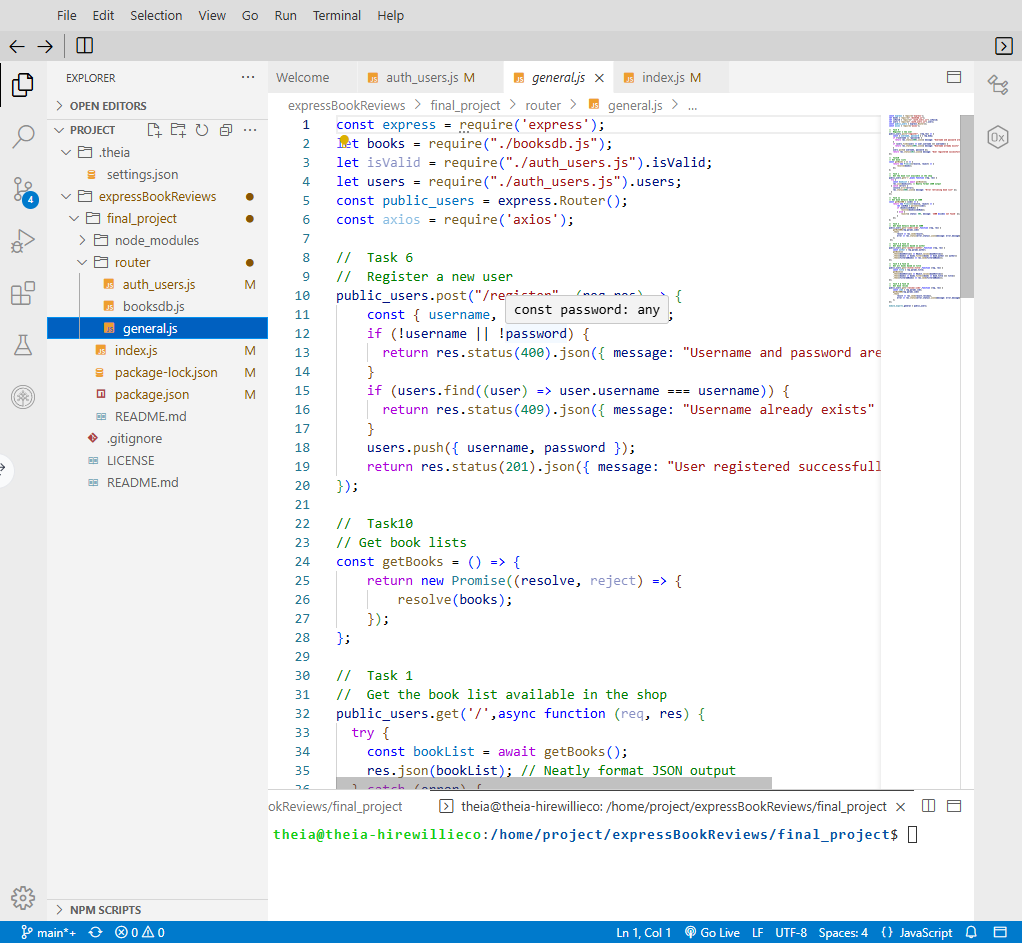 File Edit Selection View Go Run Terminal Help
EXPLORER ...
Welcome
auth_users.js M
general.js
index.js M
OPEN EDITORS
expressBookReviews > final_project > router > general.js > ...
PROJECT
.theia
settings.json
expressBookReviews
final_project
node_modules
router
auth_users.js M
booksdb.js
general.js
index.js M
package-lock.json M
package.json M
README.md
.gitignore
LICENSE
README.md
4
1 const express = require('express');
2 let books = require("./booksdb.js");
3 let isValid = require("./auth_users.js").isValid;
4 let users = require("./auth_users.js").users;
5 const public_users = express.Router();
6 const axios = require('axios');
7
8 //  Task 6
9 //  Register a new user
10 public_users.post("/register", (req,res) => {
11 const { username, ;
const password: any
12 if (!username || !password) {
13 return res.status(400).json({ message: "Username and password are
14 }
15 if (users.find((user) => user.username === username)) {
16 return res.status(409).json({ message: "Username already exists"
17 }
18 users.push({ username, password });
19 return res.status(201).json({ message: "User registered successfull
20 });
21
22 //  Task10
23 // Get book lists
24 const getBooks = () => {
25 return new Promise((resolve, reject) => {
26 resolve(books);
27 });
28 };
29
30 //  Task 1
31 //  Get the book list available in the shop
32 public_users.get('/',async function (req, res) {
33 try {
34 const bookList = await getBooks();
35 res.json(bookList); // Neatly format JSON output
36 } catch (error) {
okReviews/final_project
theia@theia-hirewillieco: /home/project/expressBookReviews/final_project
theia@theia-hirewillieco:/home/project/expressBookReviews/final_project$
0x
NPM SCRIPTS
main*+ 0 0 Ln 1, Col 1 Go Live LF UTF-8 Spaces: 4 {} JavaScript